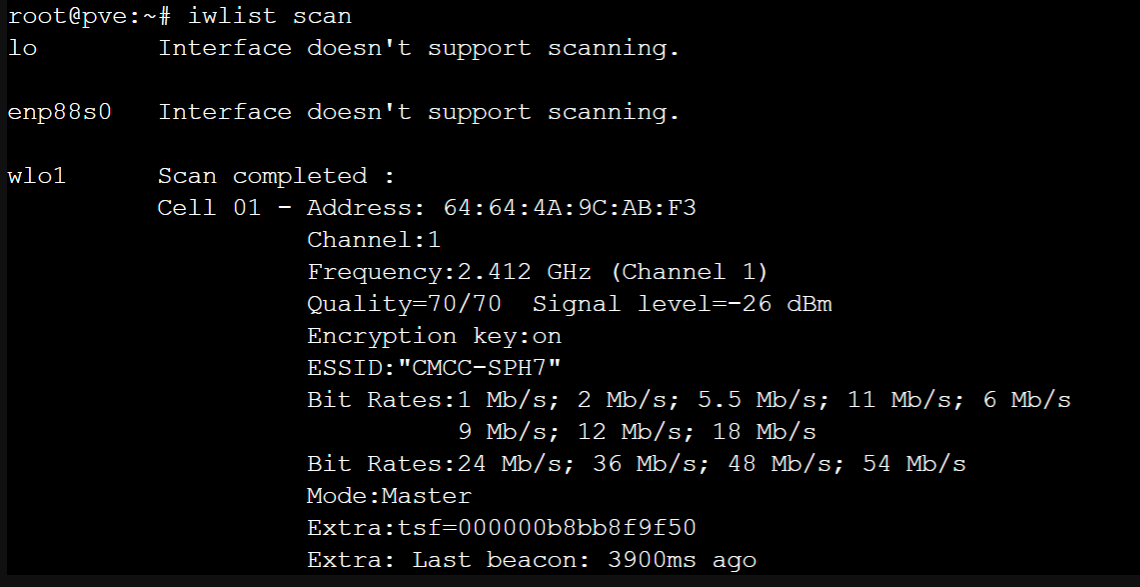 root@pve:~# iwlist scan
lo        Interface doesn't support scanning.
enp88s0   Interface doesn't support scanning.
wlo1      Scan completed :
          Cell 01 - Address: 64:64:4A:9C:AB:F3
                    Channel:1
                    Frequency:2.412 GHz (Channel 1)
                    Quality=70/70  Signal level=-26 dBm
                    Encryption key:on
                    ESSID:"CMCC-SPH7"
                    Bit Rates:1 Mb/s; 2 Mb/s; 5.5 Mb/s; 11 Mb/s; 6 Mb/s
                              9 Mb/s; 12 Mb/s; 18 Mb/s
                    Bit Rates:24 Mb/s; 36 Mb/s; 48 Mb/s; 54 Mb/s
                    Mode:Master
                    Extra:tsf=000000b8bb8f9f50
                    Extra: Last beacon: 3900ms ago